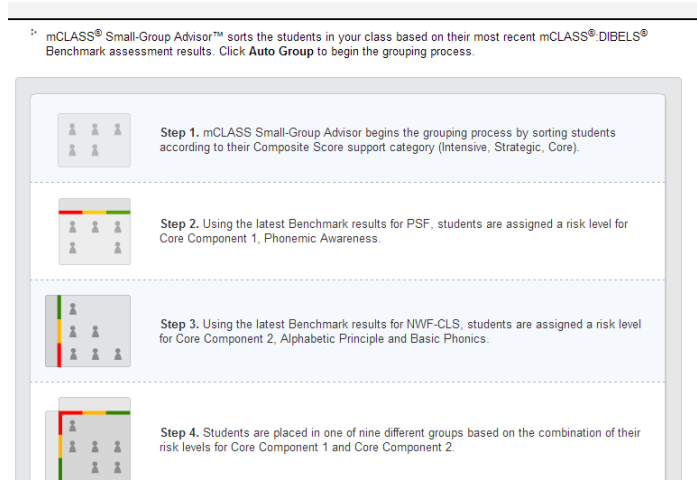 mCLASS® Small-Group Advisor™ sorts the students in your class based on their most recent mCLASS®:DIBELS®
Benchmark assessment results. Click Auto Group to begin the grouping process.
Step 1. mCLASS Small-Group Advisor begins the grouping process by sorting students
according to their Composite Score support category (Intensive, Strategic, Core).
Step 2. Using the latest Benchmark results for PSF, students are assigned a risk level for
Core Component 1, Phonemic Awareness.
Step 3. Using the latest Benchmark results for NWF-CLS, students are assigned a risk level
for Core Component 2, Alphabetic Principle and Basic Phonics.
Step 4. Students are placed in one of nine different groups based on the combination of their
risk levels for Core Component 1 and Core Component 2.